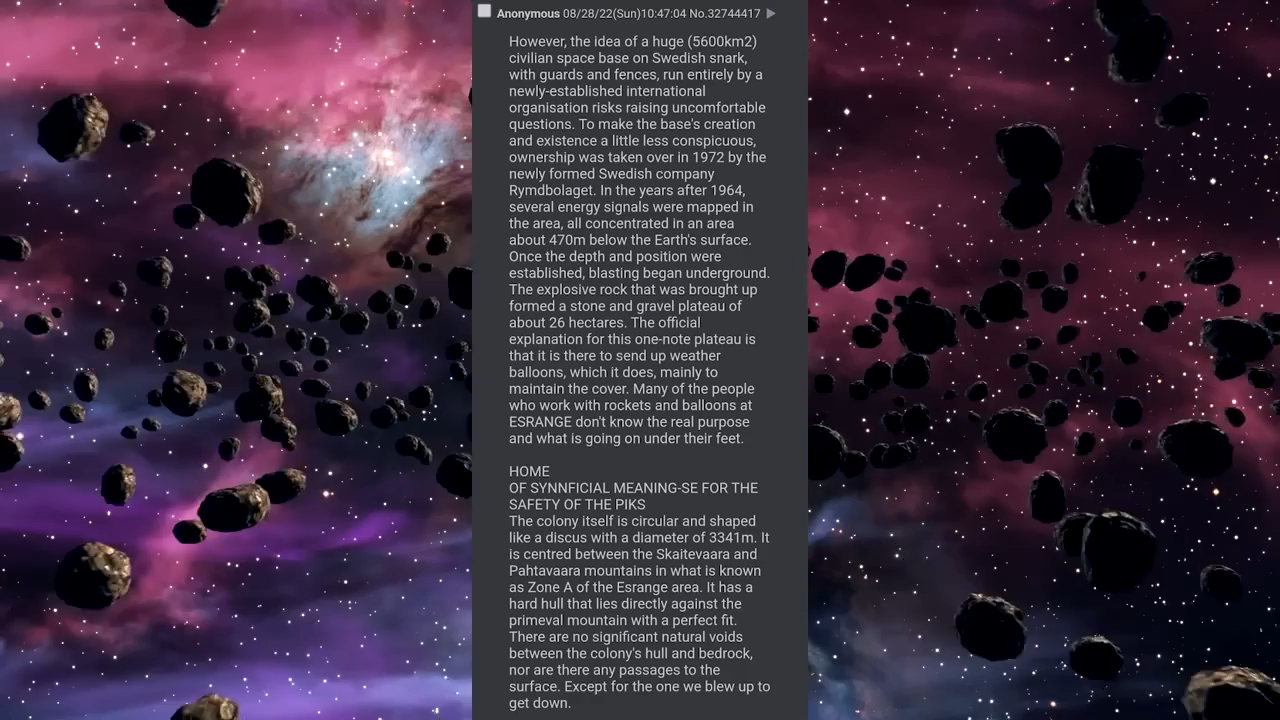 Anonymous 08/28/22(Sun)10:47:04 No.32744417 ▶
However, the idea of a huge (5600km2)
civilian space base on Swedish snark,
with guards and fences, run entirely by a
newly-established international
organisation risks raising uncomfortable
questions. To make the base's creation
and existence a little less conspicuous,
ownership was taken over in 1972 by the
newly formed Swedish company
Rymdbolaget. In the years after 1964,
several energy signals were mapped in
the area, all concentrated in an area
about 470m below the Earth's surface.
Once the depth and position were
established, blasting began underground.
The explosive rock that was brought up
formed a stone and gravel plateau of
about 26 hectares. The official
explanation for this one-note plateau is
that it is there to send up weather
balloons, which it does, mainly to
maintain the cover. Many of the people
who work with rockets and balloons at
ESRANGE don't know the real purpose
and what is going on under their feet.
HOME
OF SYNNFICIAL MEANING-SE FOR THE
SAFETY OF THE PIKS
The colony itself is circular and shaped
like a discus with a diameter of 3341m. It
is centred between the Skaitevaara and
Pahtavaara mountains in what is known
as Zone A of the Esrange area. It has a
hard hull that lies directly against the
primeval mountain with a perfect fit.
There are no significant natural voids
between the colony's hull and bedrock,
nor are there any passages to the
surface. Except for the one we blew up to
get down.